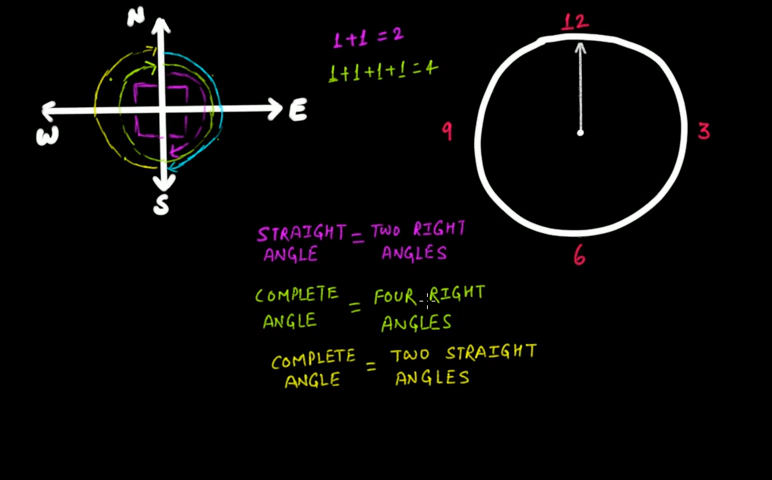 N
W
E
S
1+1=2
1+1+1+1=4
12
9
3
6
STRAIGHT ANGLE = TWO RIGHT ANGLES
COMPLETE ANGLE = FOUR RIGHT ANGLES
COMPLETE ANGLE = TWO STRAIGHT ANGLES